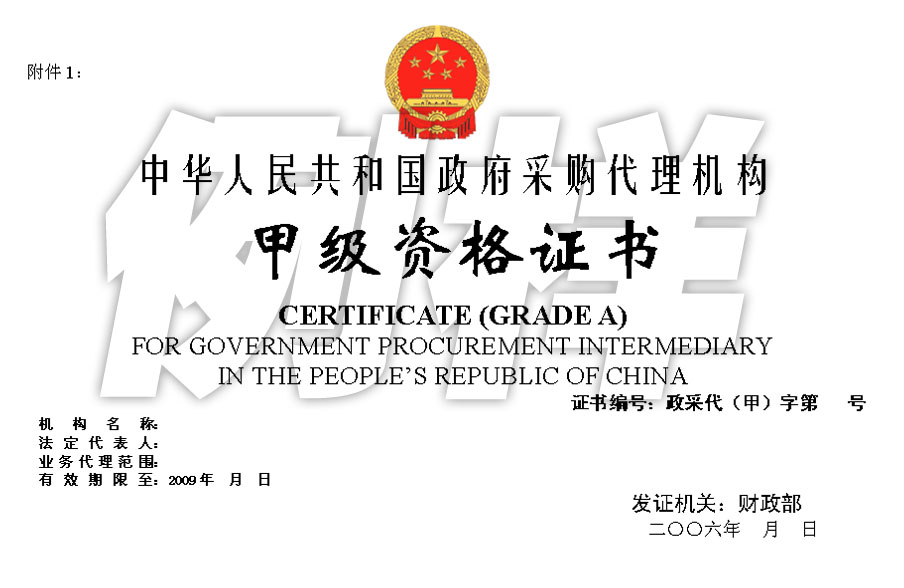 附件1：
例样
中华人民共和国政府采购代理机构
甲级资格证书
CERTIFICATE (GRADE A)
FOR GOVERNMENT PROCUREMENT INTERMEDIARY
IN THE PEOPLE'S REPUBLIC OF CHINA
证书编号：政采代（甲）字第 号
机构名称：
法定代表人：
业务代理范围：
有效期限至：2009年 月 日
发证机关：财政部
二〇〇六年 月 日